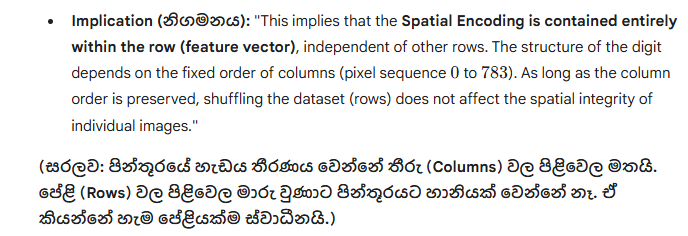 • Implication (නිගමනය): "This implies that the Spatial Encoding is contained entirely
within the row (feature vector), independent of other rows. The structure of the digit
depends on the fixed order of columns (pixel sequence 0 to 783). As long as the column
order is preserved, shuffling the dataset (rows) does not affect the spatial integrity of
individual images."
(සරලව: පින්තූරයේ හැඩය තීරණය වෙන්නේ තීරු (Columns) වල පිළිවෙල මතයි.
පේළි (Rows) වල පිළිවෙල මාරු වුණාට පින්තූරයට හානියක් වෙන්නේ නෑ. ඒ
කියන්නේ හැම පේළියක්ම ස්වාධීනයි.)